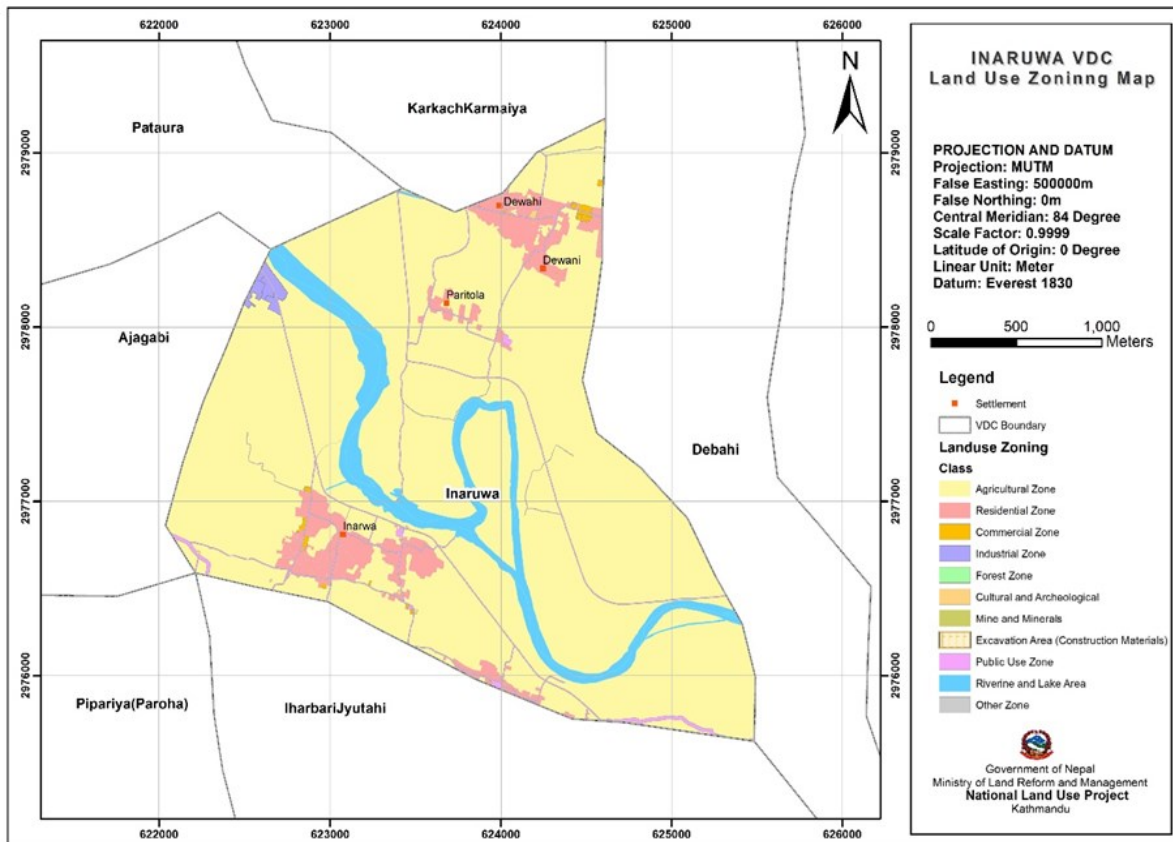 622000 623000 624000 625000 626000
N
KarkachKarmaiya
Pataura
2979000 2979000
Dewahi
Dewani
Paritola
2978000 2978000
Ajagabi
Debahi
Inaruwa
2977000 2977000
Inarwa
2976000 2976000
Pipariya(Paroha)
IharbariJyutahi
622000 623000 624000 625000 626000
INARUWA VDC
Land Use Zoninng Map
PROJECTION AND DATUM
Projection: MUTM
False Easting: 500000m
False Northing: 0m
Central Meridian: 84 Degree
Scale Factor: 0.9999
Latitude of Origin: 0 Degree
Linear Unit: Meter
Datum: Everest 1830
0 500 1,000
Meters
Legend
Settlement
VDC Boundary
Landuse Zoning
Class
Agricultural Zone
Residential Zone
Commercial Zone
Industrial Zone
Forest Zone
Cultural and Archeological
Mine and Minerals
Excavation Area (Construction Materials)
Public Use Zone
Riverine and Lake Area
Other Zone
Government of Nepal
Ministry of Land Reform and Management
National Land Use Project
Kathmandu